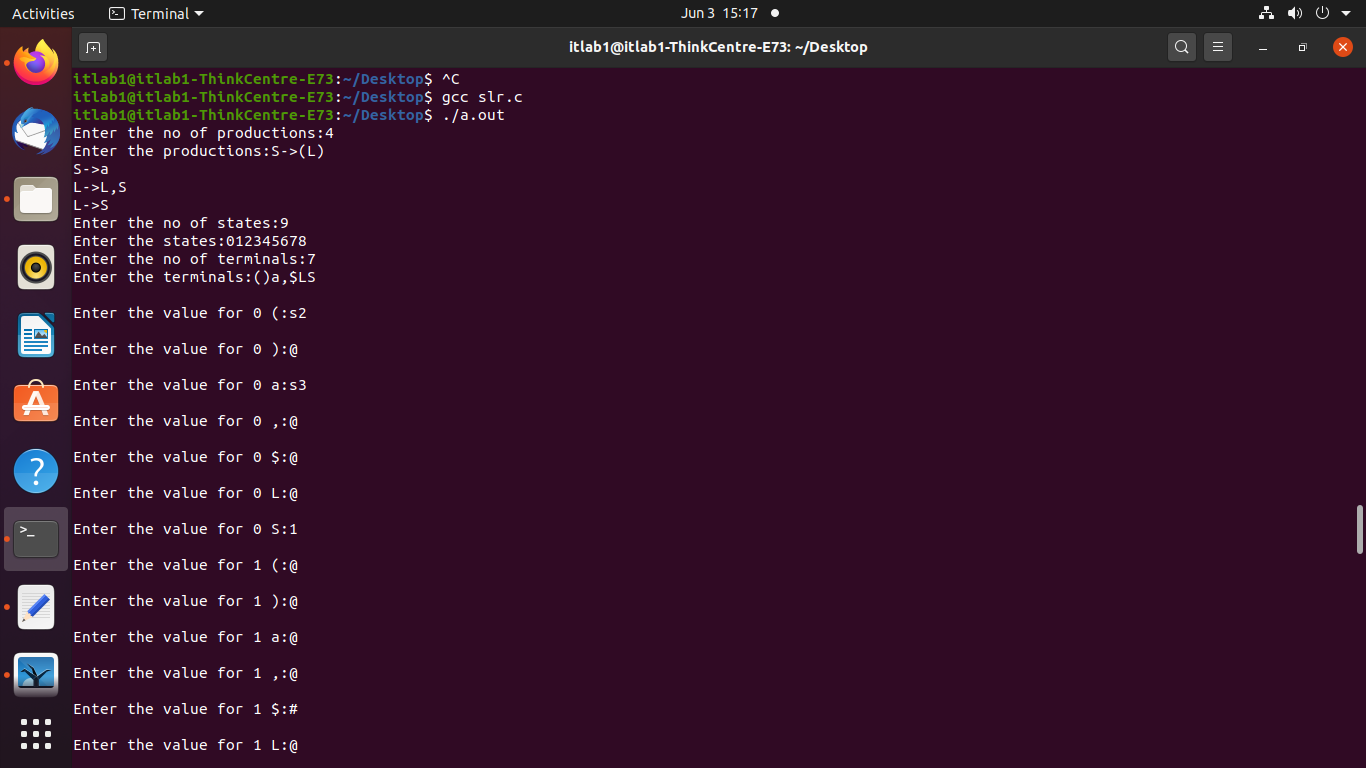 Activities
Terminal
Jun 3 15:17
itlab1@itlab1-ThinkCentre-E73: ~/Desktop
itlab1@itlab1-ThinkCentre-E73:~/Desktop$ ^C
itlab1@itlab1-ThinkCentre-E73:~/Desktop$ gcc slr.c
itlab1@itlab1-ThinkCentre-E73:~/Desktop$ ./a.out
Enter the no of productions:4
Enter the productions:S->(L)
S->a
L->L,S
L->S
Enter the no of states:9
Enter the states:012345678
Enter the no of terminals:7
Enter the terminals:()a,$LS
Enter the value for 0 (:s2
Enter the value for 0 ):@
Enter the value for 0 a:s3
Enter the value for 0 ,:@
Enter the value for 0 $:@
Enter the value for 0 L:@
Enter the value for 0 S:1
Enter the value for 1 (:@
Enter the value for 1 ):@
Enter the value for 1 a:@
Enter the value for 1 ,:@
Enter the value for 1 $:#
Enter the value for 1 L:@